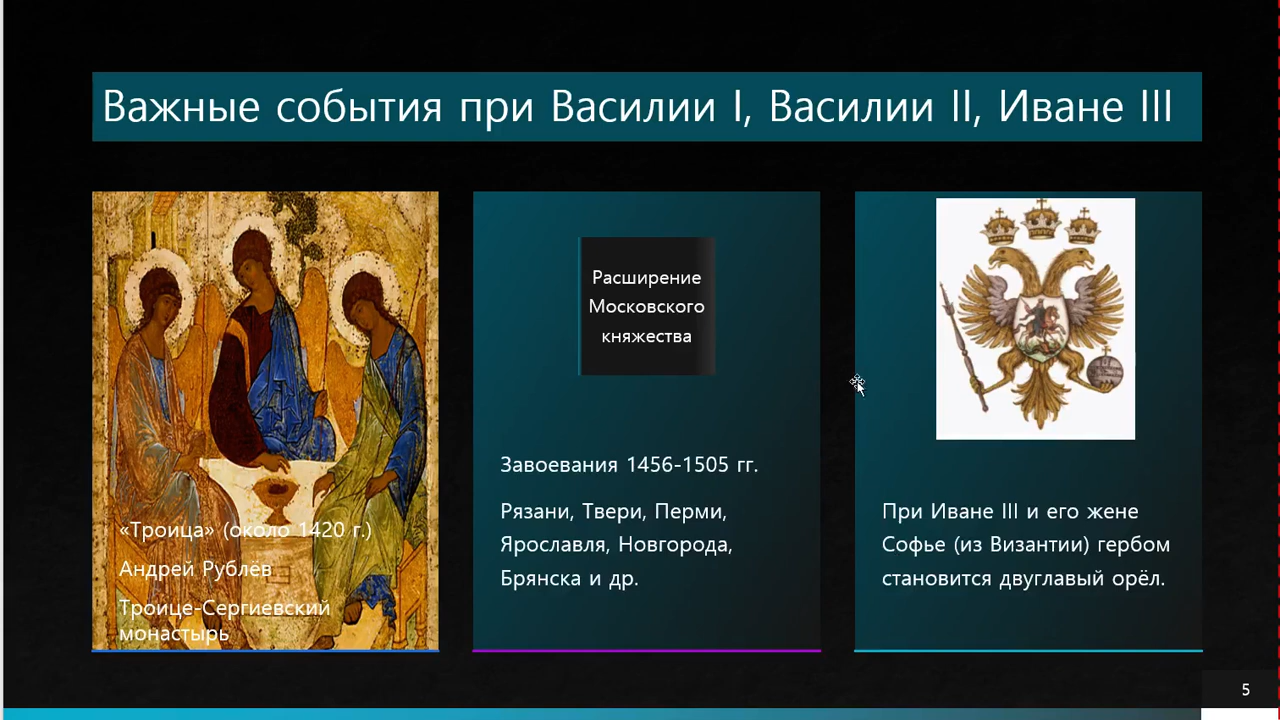 Важные события при Василии I, Василии II, Иване III
«Троица» (около 1420 г.)
Андрей Рублёв
Троице-Сергиевский
монастырь
Расширение
Московского
княжества
Завоевания 1456-1505 гг.
Рязани, Твери, Перми,
Ярославля, Новгорода,
Брянска и др.
При Иване III и его жене
Софье (из Византии) гербом
становится двуглавый орёл.
5